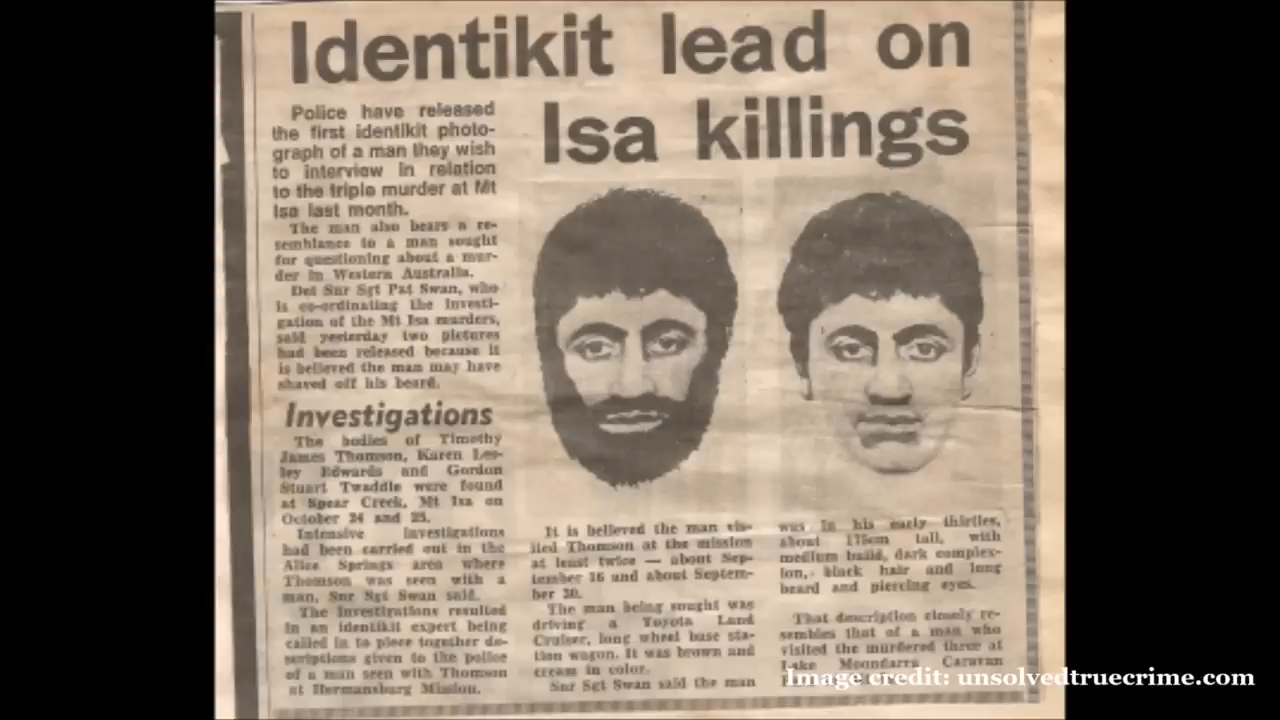 Identikit lead on
Isa killings
Police have released
the first identikit photo-
graph of a man they wish
to interview in relation
to the triple murder at Mt
Isa last month.
The man also bears a re-
semblance to a man sought
for questioning about a mur-
der in Western Australia.
Det Snr Sgt Pat Swan, who
is co-ordinating the investi-
gation of the Mt Isa murders,
said yesterday two pictures
had been released because it
is believed the man may have
shaved off his beard.
Investigations
The bodies of Timothy
James Thomson, Karen Les-
ley Edwards and Gordon
Stuart Twaddle were found
at Spear Creek, Mt Isa on
October 24 and 25.
Intensive investigations
had been carried out in the
Alice Springs area where
Thomson was seen with a
man, Snr Sgt Swan said.
The investigations resulted
in an identikit expert being
called in to piece together de-
scriptions given to the police
of a man seen with Thomson
at Hermansburg Mission.
It is believed the man vis-
ited Thomson at the mission
at least twice — about Sep-
tember 16 and about Septem-
ber 30.
The man being sought was
driving a Toyota Land
Cruiser, long wheel base sta-
tion wagon. It was brown and
cream in color.
Snr Sgt Swan said the man
was in his early thirties,
about 175cm tall, with
medium build, dark complex-
ion, black hair and long
beard and piercing eyes.
That description closely re-
sembles that of a man who
visited the murdered three at
Lake Moondarra Caravan
Image credit: unsolvedtruecrime.com